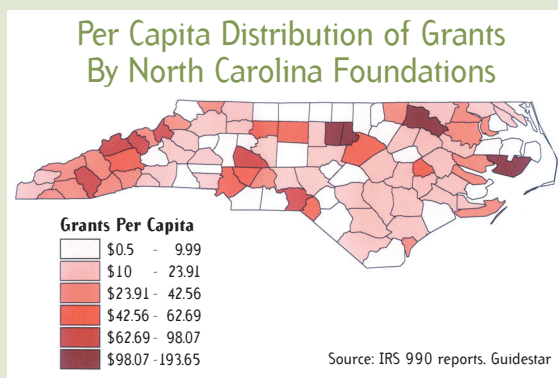 Per Capita Distribution of Grants
By North Carolina Foundations
Grants Per Capita
$0.5 - 9.99
$10 - 23.91
$23.91 - 42.56
$42.56 - 62.69
$62.69 - 98.07
$98.07 -193.65
Source: IRS 990 reports. Guidestar